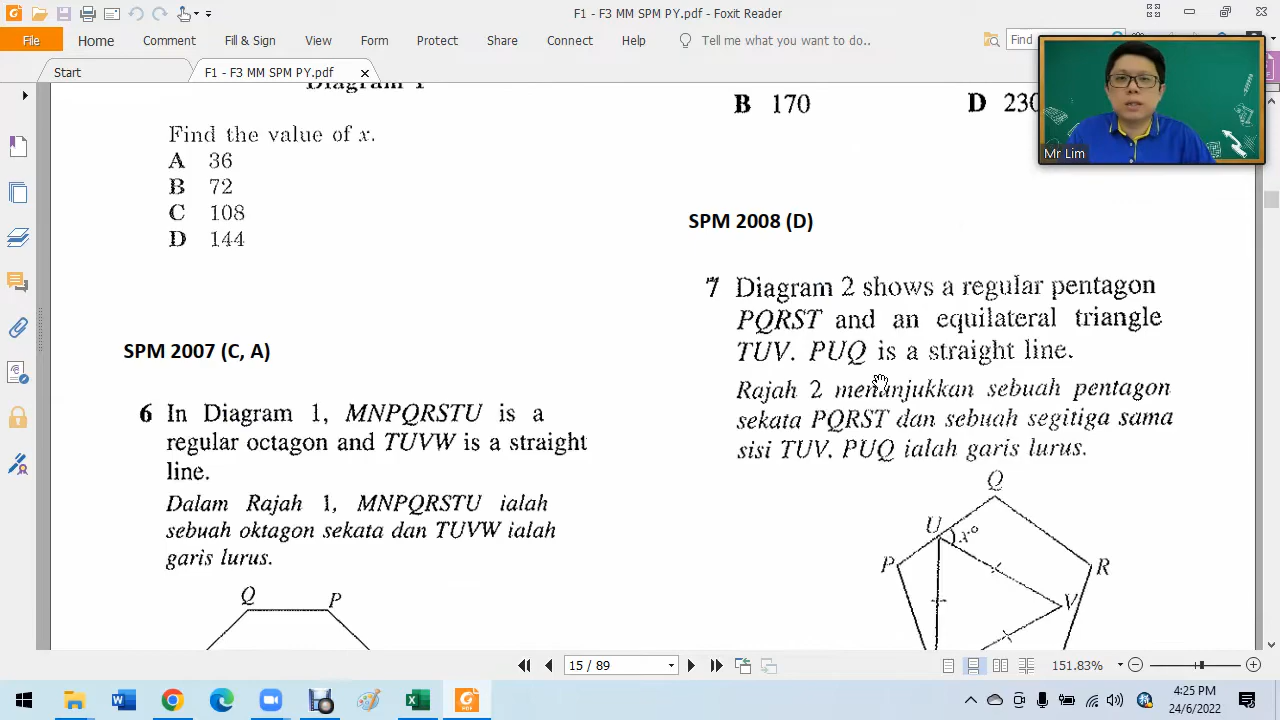 F1 - F3 MM SPM PY.pdf - Foxit Reader
File Home Comment Fill & Sign View Form Protect Share Connect Help Tell me what you want to do.. Find
Start F1 - F3 MM SPM PY.pdf
Diagram 1
Find the value of x.
A 36
B 72
C 108
D 144
SPM 2007 (C, A)
6 In Diagram 1, MNPQRSTU is a
regular octagon and TUVW is a straight
line.
Dalam Rajah 1, MNPQRSTU ialah
sebuah oktagon sekata dan TUVW ialah
garis lurus.
Q P
B 170 D 230
SPM 2008 (D)
7 Diagram 2 shows a regular pentagon
PQRST and an equilateral triangle
TUV. PUQ is a straight line.
Rajah 2 menunjukkan sebuah pentagon
sekata PQRST dan sebuah segitiga sama
sisi TUV. PUQ ialah garis lurus.
Q
U x°
P R
V
Mr Lim
15 / 89 151.83%
4:25 PM
24/6/2022